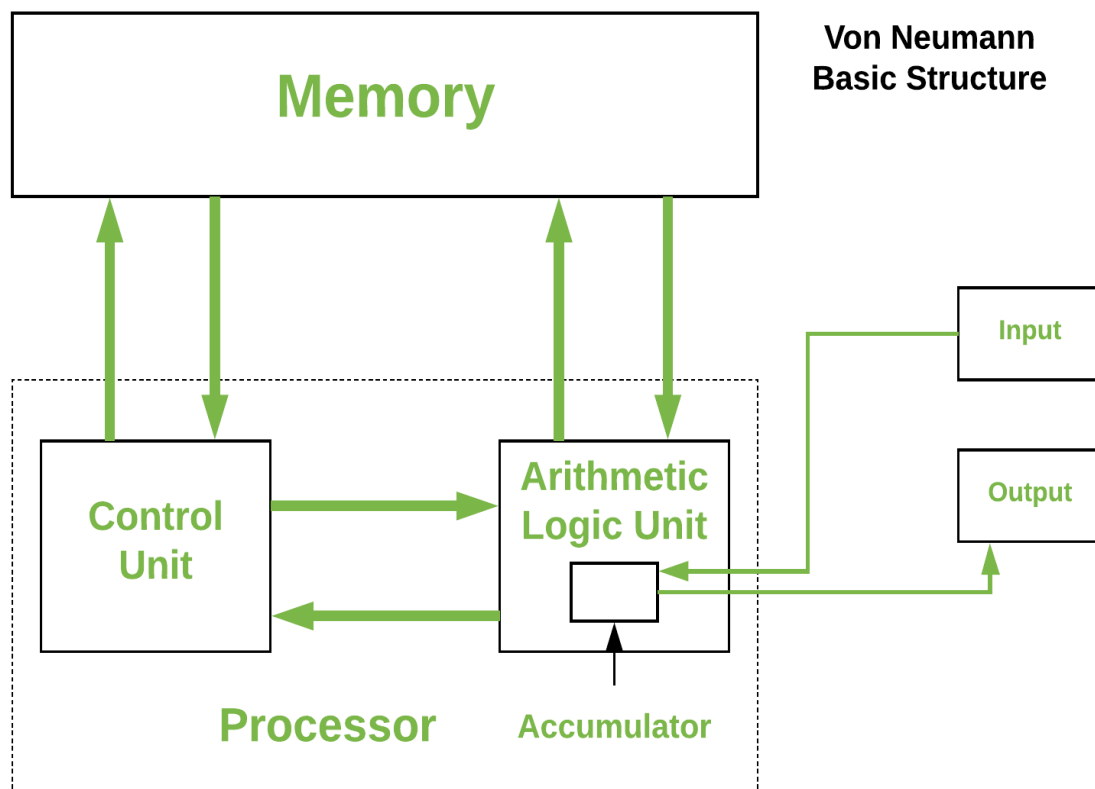 Von Neumann
Basic Structure
Memory
Input
Output
Control
Unit
Arithmetic
Logic Unit
Processor
Accumulator